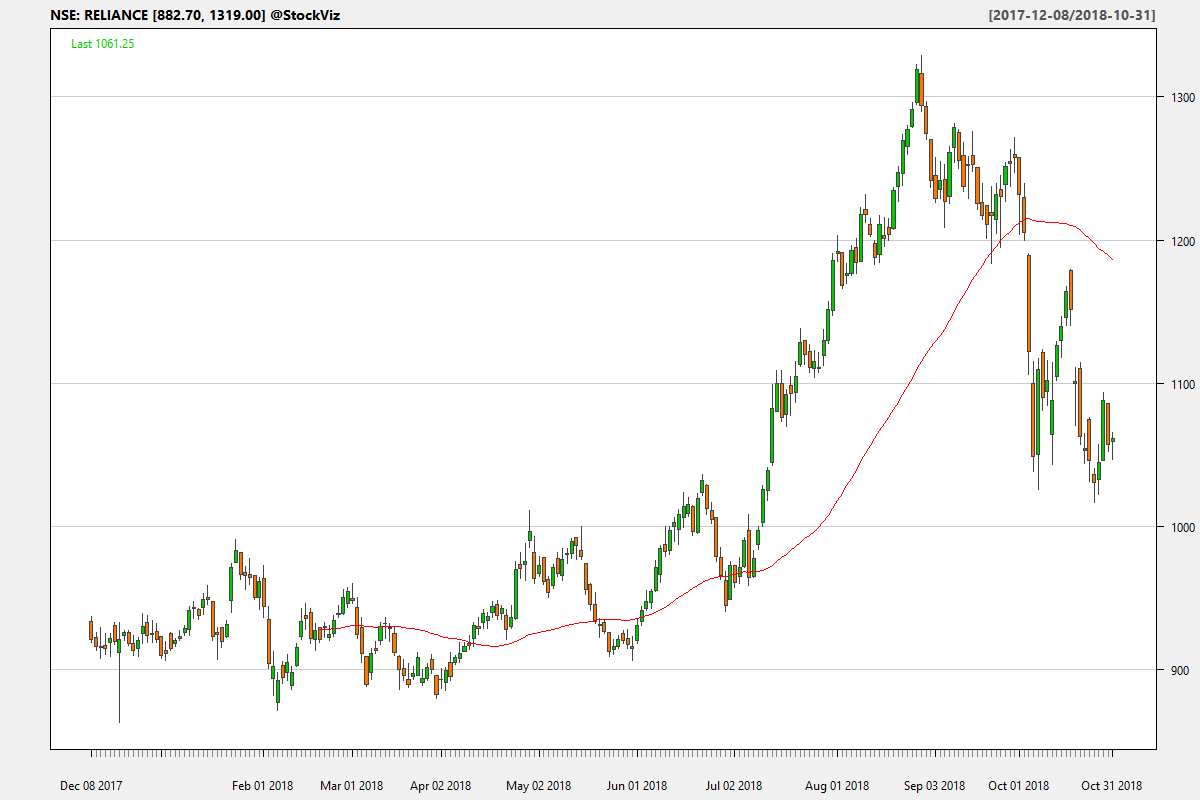 NSE: RELIANCE [882.70, 1319.00] @StockViz
[2017-12-08/2018-10-31]
Last 1061.25
1300
1200
1100
1000
900
Dec 08 2017
Feb 01 2018
Mar 01 2018
Apr 02 2018
May 02 2018
Jun 01 2018
Jul 02 2018
Aug 01 2018
Sep 03 2018
Oct 01 2018
Oct 31 2018